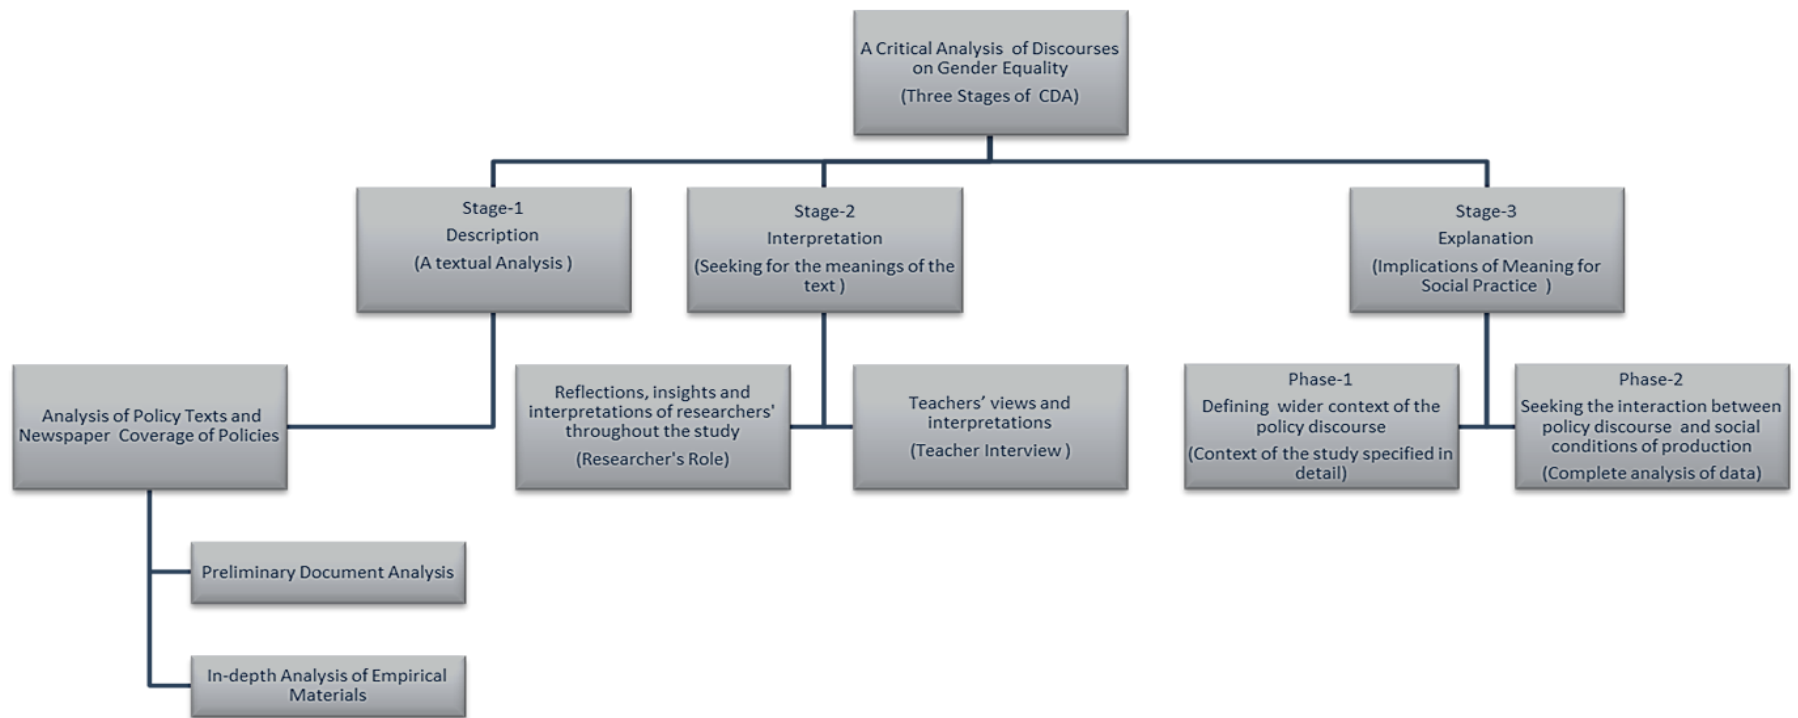 A Critical Analysis of Discourses
on Gender Equality
(Three Stages of CDA)
Stage-1
Description
(A textual Analysis )
Stage-2
Interpretation
(Seeking for the meanings of the
text )
Stage-3
Explanation
(Implications of Meaning for
Social Practice )
Analysis of Policy Texts and
Newspaper Coverage of Policies
Reflections, insights and
interpretations of researchers'
throughout the study
(Researcher's Role)
Teachers’ views and
interpretations
(Teacher Interview )
Phase-1
Defining wider context of the
policy discourse
(Context of the study specified in
detail)
Phase-2
Seeking the interaction between
policy discourse and social
conditions of production
(Complete analysis of data)
Preliminary Document Analysis
In-depth Analysis of Empirical
Materials